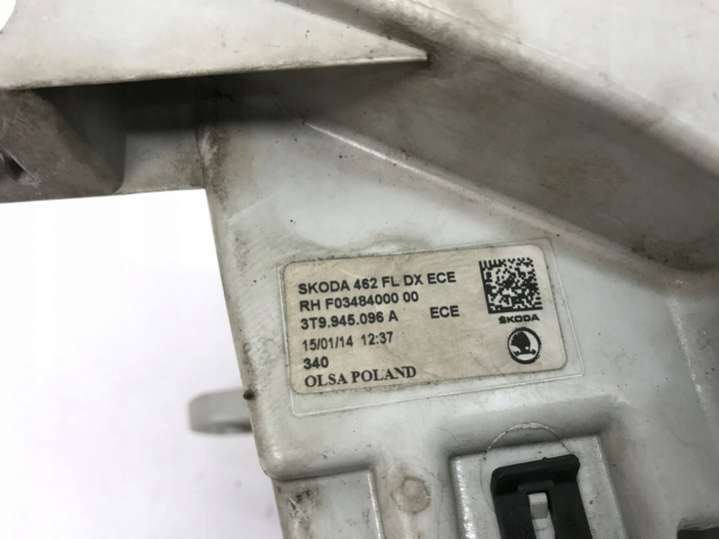 SKODA 462 FL DX ECE
RH F03484000 00
3T9.945.096 A ECE
15/01/14 12:37
340
OLSA POLAND
ŠKODA